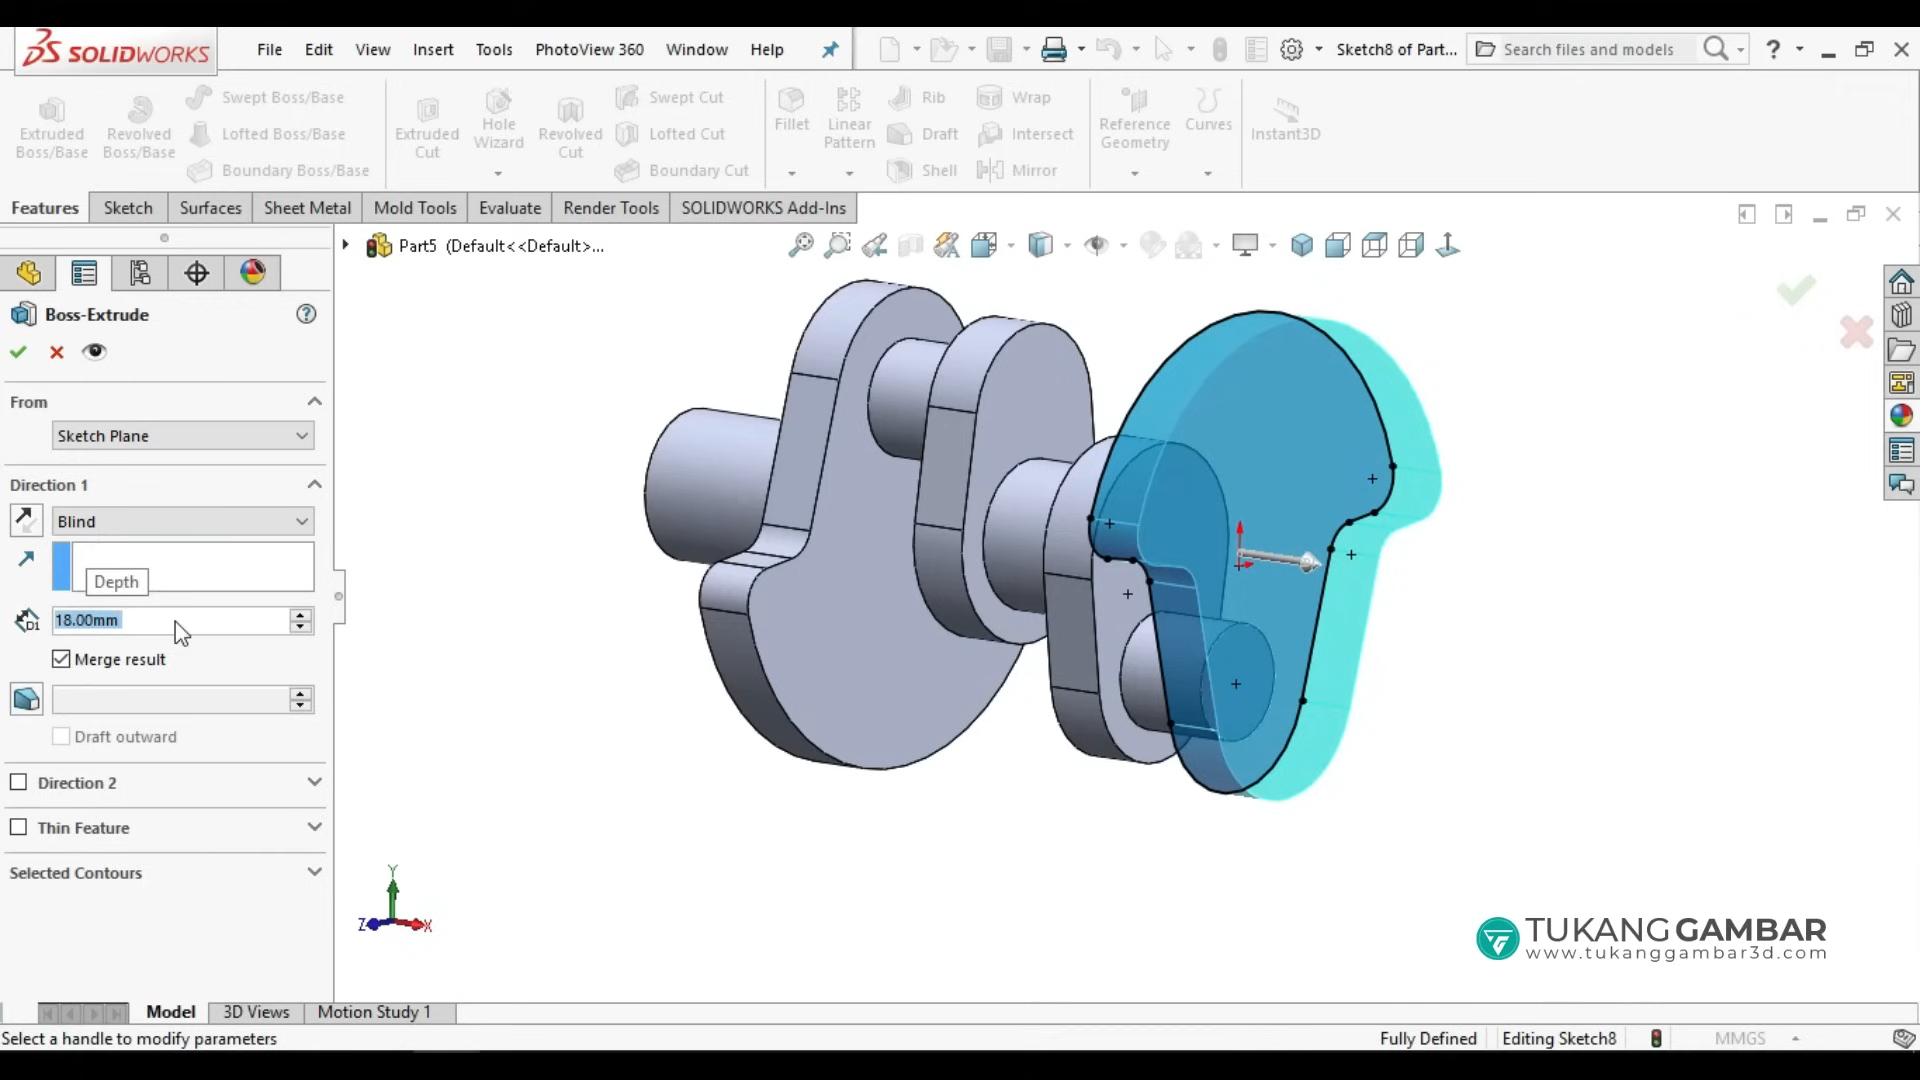 SOLIDWORKS File Edit View Insert Tools PhotoView 360 Window Help Sketch8 of Part... Search files and models ?
Extruded Boss/Base
Revolved Boss/Base
Swept Boss/Base
Lofted Boss/Base
Boundary Boss/Base
Extruded Cut
Hole Wizard
Revolved Cut
Swept Cut
Lofted Cut
Boundary Cut
Fillet
Linear Pattern
Rib
Draft
Shell
Wrap
Intersect
Mirror
Reference Geometry
Curves
Instant3D
Features Sketch Surfaces Sheet Metal Mold Tools Evaluate Render Tools SOLIDWORKS Add-Ins
Part5 (Default<<Default>...
Boss-Extrude ?
From
Sketch Plane
Direction 1
Blind
Depth
D1 18.00mm
Merge result
Draft outward
Direction 2
Thin Feature
Selected Contours
Y
Z X
TUKANG GAMBAR
www.tukanggambar3d.com
Model 3D Views Motion Study 1
Select a handle to modify parameters Fully Defined Editing Sketch8 MMGS